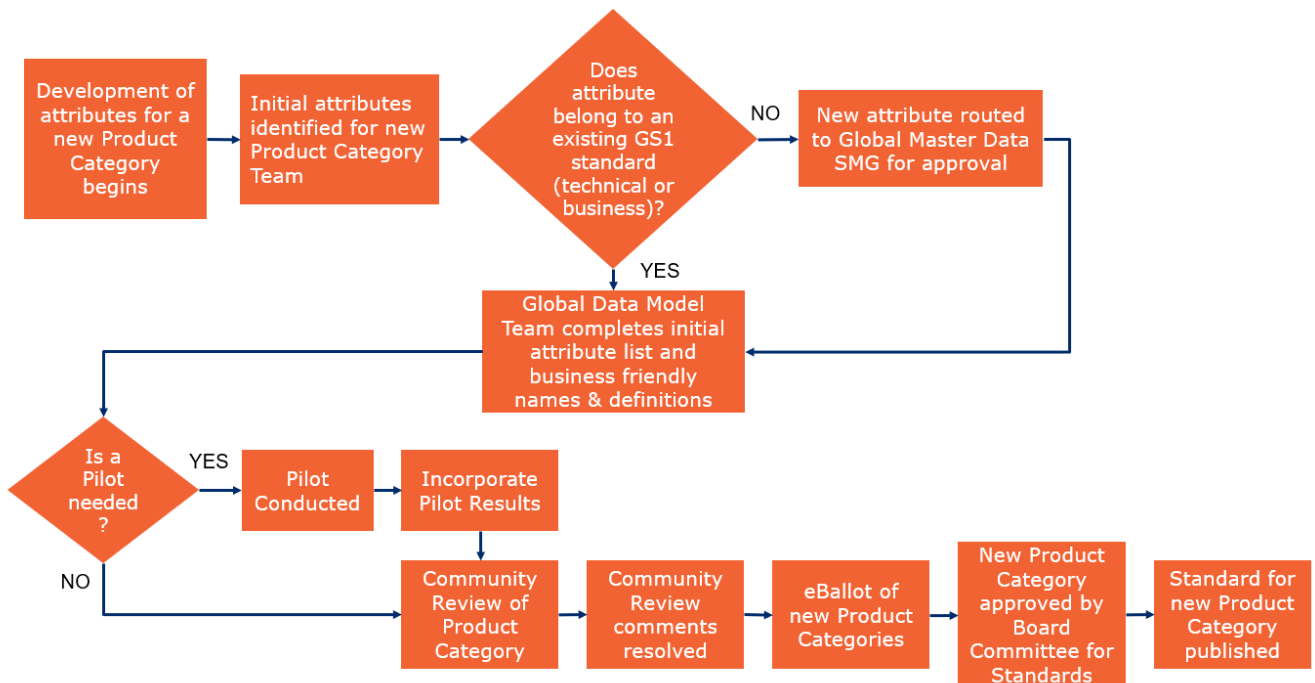 Development of
attributes for a
new Product
Category
begins
Initial attributes
identified for new
Product Category
Team
Does
attribute
belong to an
existing GS1
standard
(technical or
business)?
NO
New attribute routed
to Global Master Data
SMG for approval
YES
Global Data Model
Team completes initial
attribute list and
business friendly
names & definitions
Is a
Pilot
needed
?
YES
Pilot
Conducted
Incorporate
Pilot Results
NO
Community
Review of
Product
Category
Community
Review
comments
resolved
eBallot of
new Product
Categories
New Product
Category
approved by
Board
Committee for
Standards
Standard for
new Product
Category
published